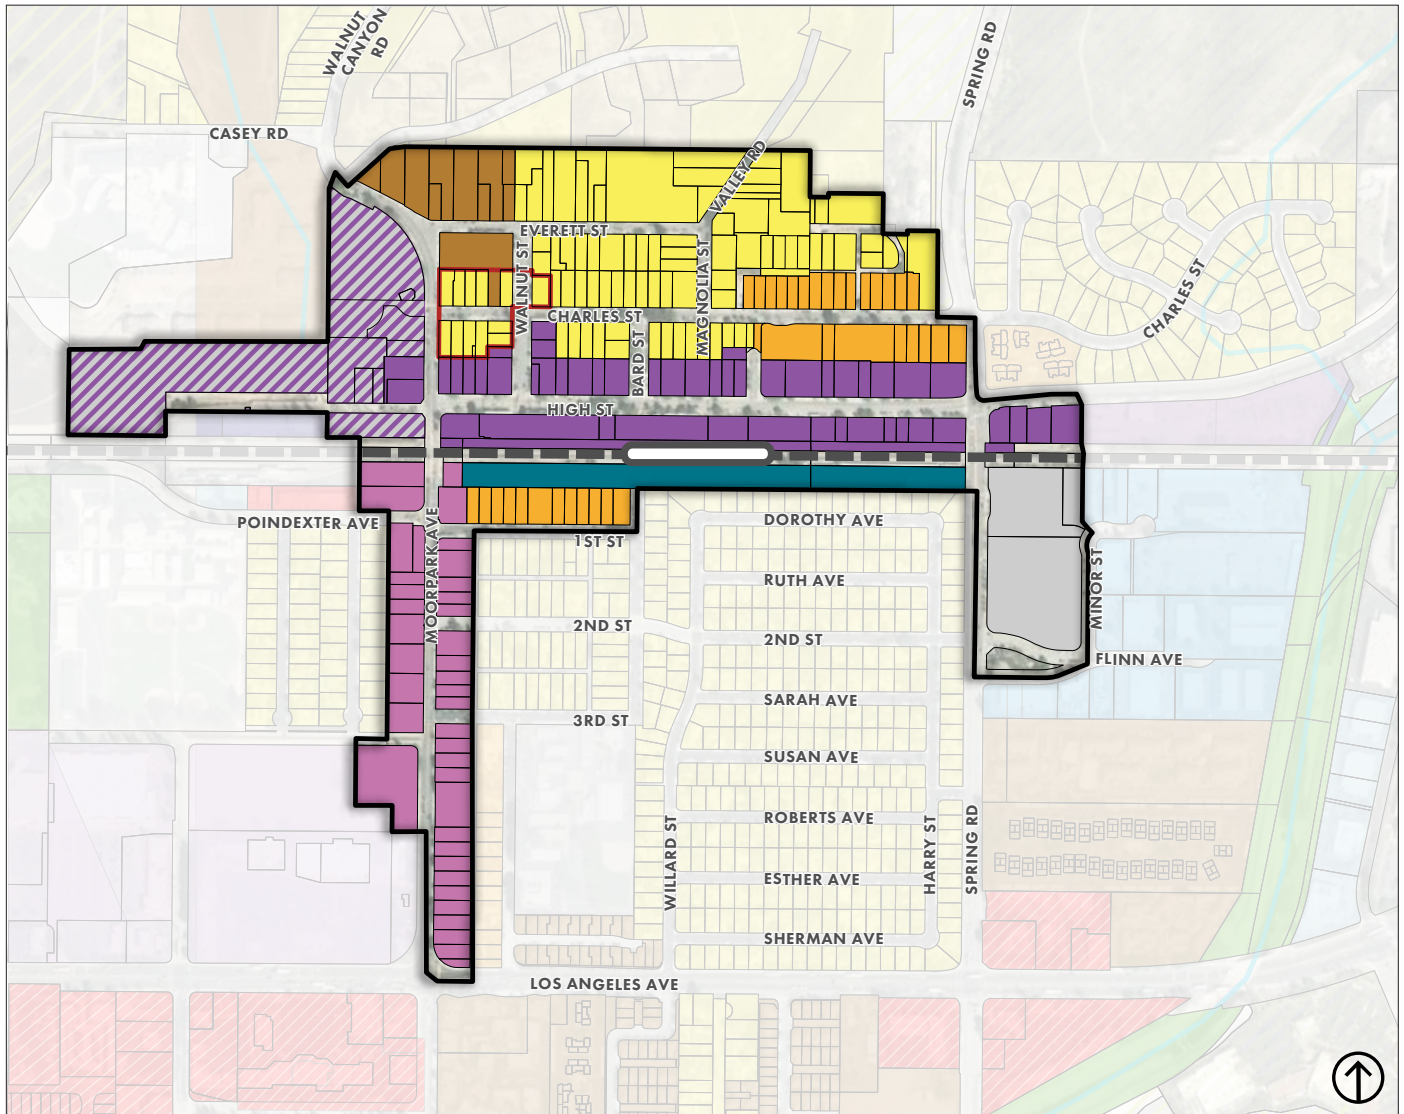 WALNUT
CANYON
RD
SPRING RD
CASEY RD
VALLEY RD
EVERETT ST
WALNUT ST
MAGNOLIA ST
CHARLES ST
CHARLES ST
BARD ST
HIGH ST
POINDEXTER AVE
MOORPARK AVE
1ST ST
DOROTHY AVE
RUTH AVE
MINOR ST
2ND ST
2ND ST
FLINN AVE
SARAH AVE
3RD ST
SUSAN AVE
WILLARD ST
ROBERTS AVE
HARRY ST
SPRING RD
ESTHER AVE
SHERMAN AVE
LOS ANGELES AVE